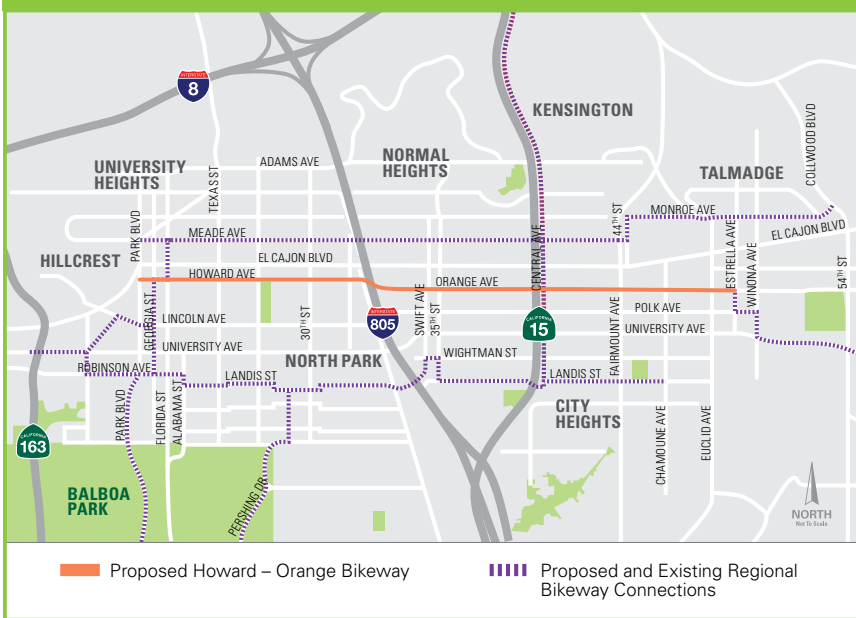 INTERSTATE
8
KENSINGTON
COLLWOOD BLVD
UNIVERSITY
HEIGHTS
TEXAS ST
ADAMS AVE
NORMAL
HEIGHTS
TALMADGE
PARK BLVD
MEADE AVE
44TH ST
MONROE AVE
EL CAJON BLVD
HILLCREST
EL CAJON BLVD
CENTRAL AVE
ESTRELLA AVE
WINONA AVE
54TH ST
HOWARD AVE
ORANGE AVE
GEORGIA ST
LINCOLN AVE
30TH ST
INTERSTATE
805
SWIFT AVE
35TH ST
CALIFORNIA
15
FAIRMOUNT AVE
POLK AVE
UNIVERSITY AVE
UNIVERSITY AVE
NORTH PARK
WIGHTMAN ST
ROBINSON AVE
LANDIS ST
LANDIS ST
PARK BLVD
FLORIDA ST
ALABAMA ST
CITY
HEIGHTS
CHAMOUNE AVE
EUCLID AVE
CALIFORNIA
163
BALBOA
PARK
PERSHING DR
NORTH
Not To Scale
Proposed Howard – Orange Bikeway
Proposed and Existing Regional
Bikeway Connections